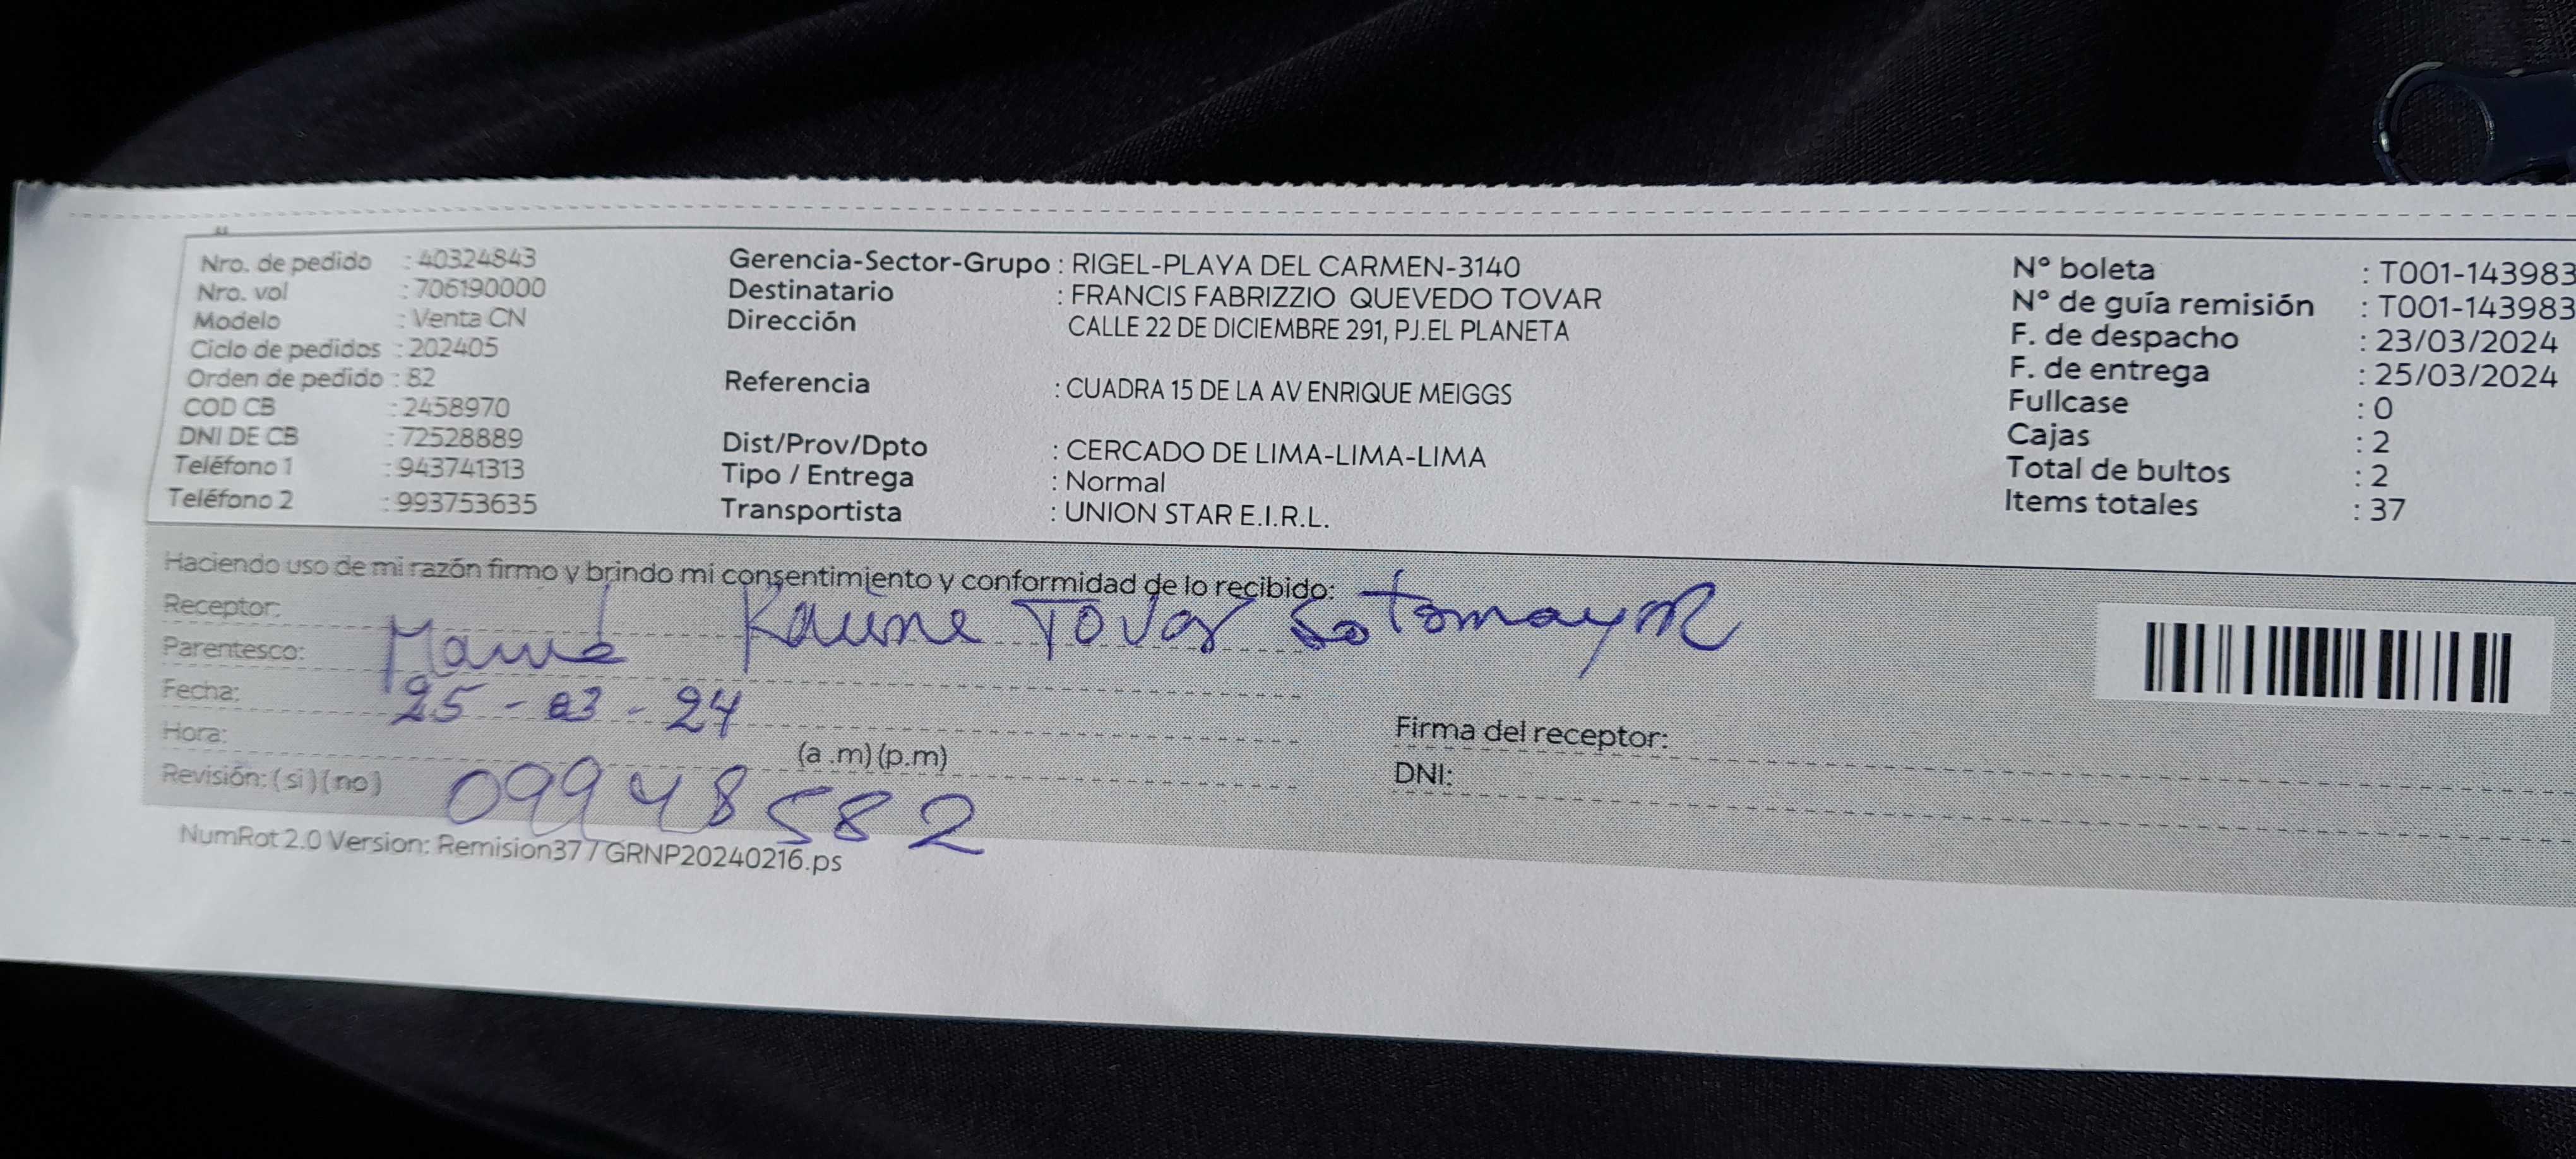 Nro. de pedido : 40324843
Nro. vol : 706190000
Modelo : Venta CN
Ciclo de pedidos : 202405
Orden de pedido : 82
COD CB : 2458970
DNI DE CB : 72528889
Teléfono 1 : 943741313
Teléfono 2 : 993753635
Gerencia-Sector-Grupo : RIGEL-PLAYA DEL CARMEN-3140
Destinatario : FRANCIS FABRIZZIO QUEVEDO TOVAR
Dirección CALLE 22 DE DICIEMBRE 291, PJ.EL PLANETA
Referencia : CUADRA 15 DE LA AV ENRIQUE MEIGGS
Dist/Prov/Dpto : CERCADO DE LIMA-LIMA-LIMA
Tipo / Entrega : Normal
Transportista : UNION STAR E.I.R.L.
N° boleta : T001-143983
N° de guía remisión : T001-143983
F. de despacho : 23/03/2024
F. de entrega : 25/03/2024
Fullcase : 0
Cajas : 2
Total de bultos : 2
Items totales : 37
Haciendo uso de mi razón firmo y brindo mi consentimiento y conformidad de lo recibido:
Receptor: Tovar Sotomayor
Parentesco:
Fecha: 25-03-24
Hora: (a .m) (p.m)
Revisión: ( si ) ( no ) 09948582
Firma del receptor:
DNI:
NumRot 2.0 Version: Remision37 / GRNP20240216.ps